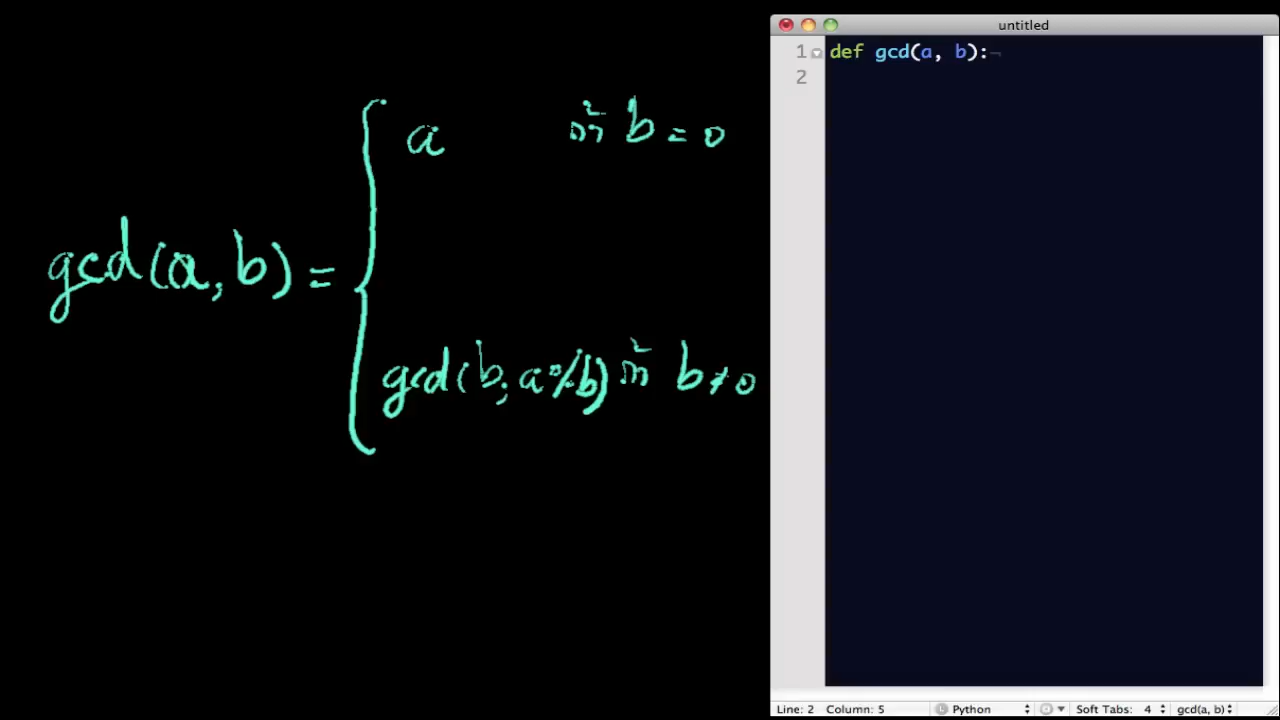 a ถ้า b = 0
gcd(a, b) =
gcd(b, a%b) ถ้า b ≠ 0
untitled
1 def gcd(a, b):¬
2
Line: 2 Column: 5 Python Soft Tabs: 4 gcd(a, b)